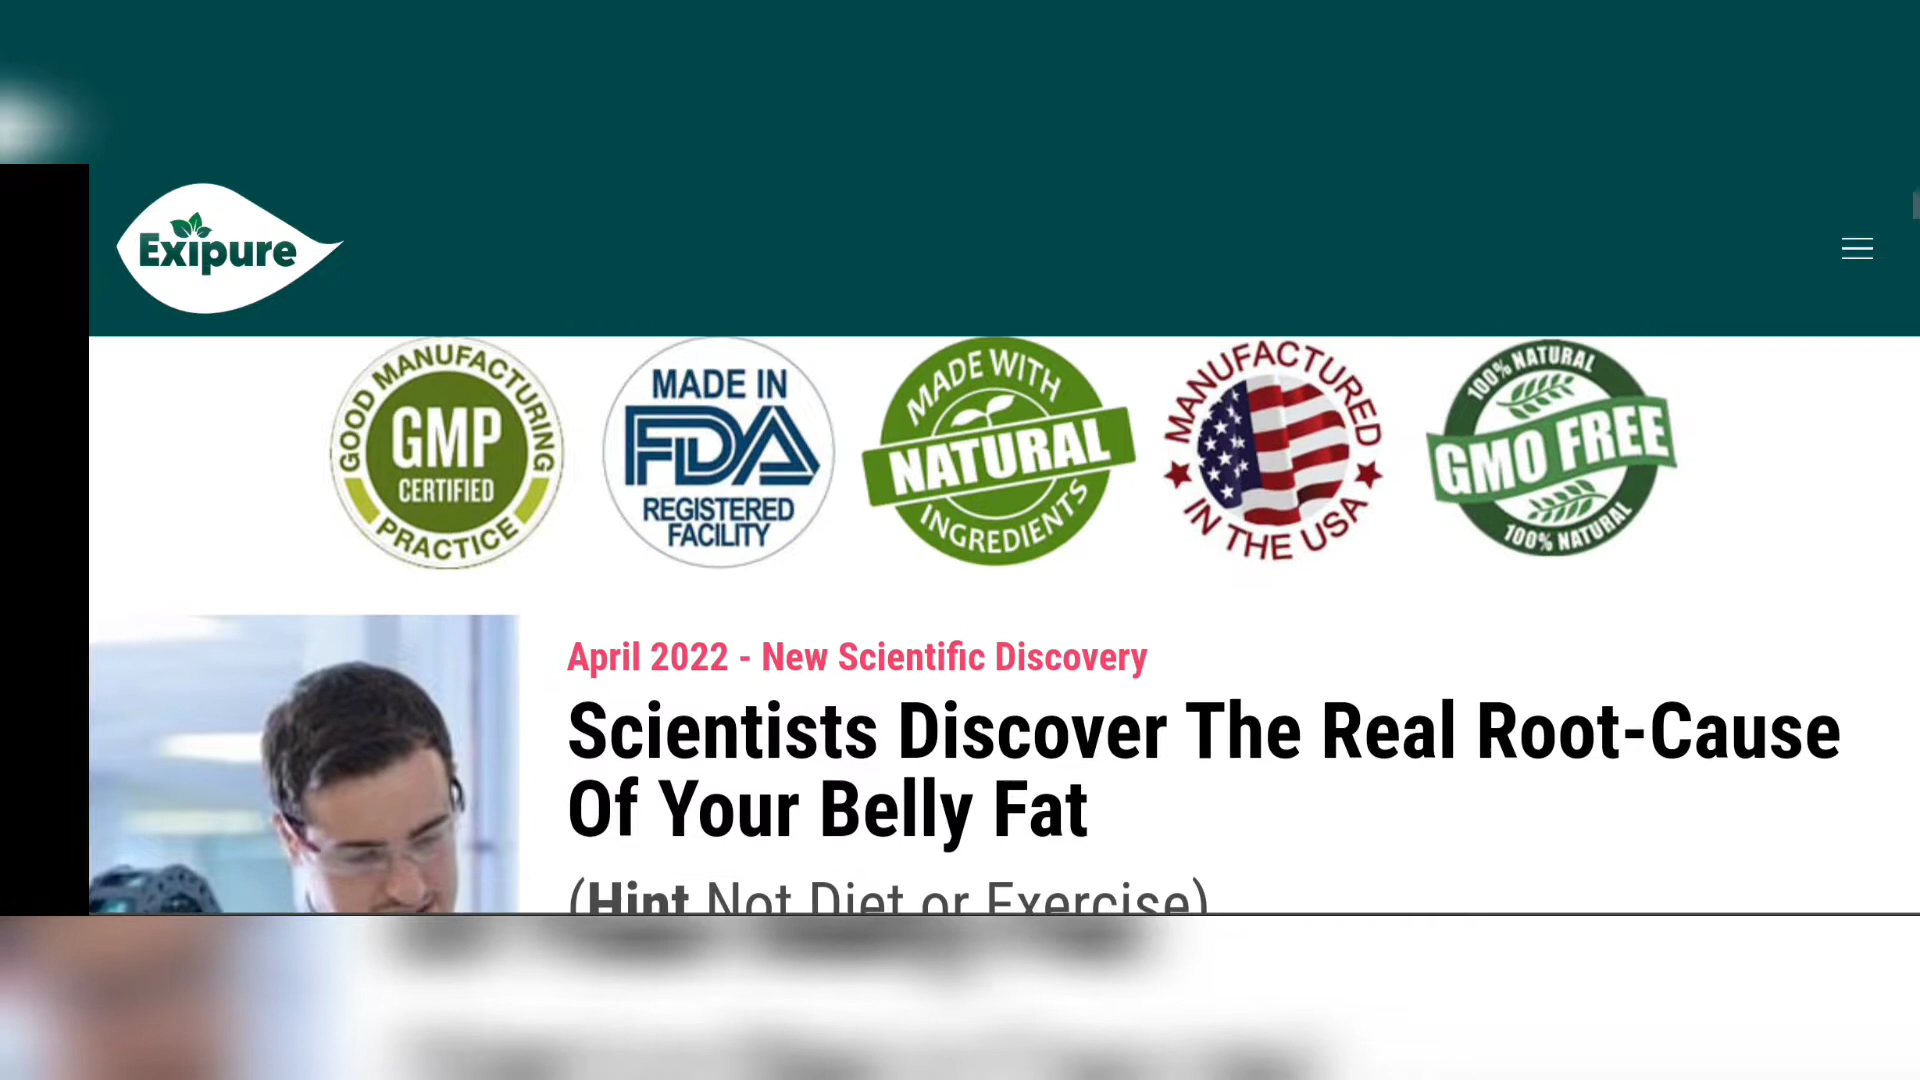 Exipure
GOOD MANUFACTURING
GMP
CERTIFIED
PRACTICE
MADE IN
FDA
REGISTERED
FACILITY
MADE WITH
NATURAL
INGREDIENTS
MANUFACTURED
IN THE USA
100% NATURAL
GMO FREE
100% NATURAL
April 2022 - New Scientific Discovery
Scientists Discover The Real Root-Cause
Of Your Belly Fat
(Hint Not Diet or Exercise)